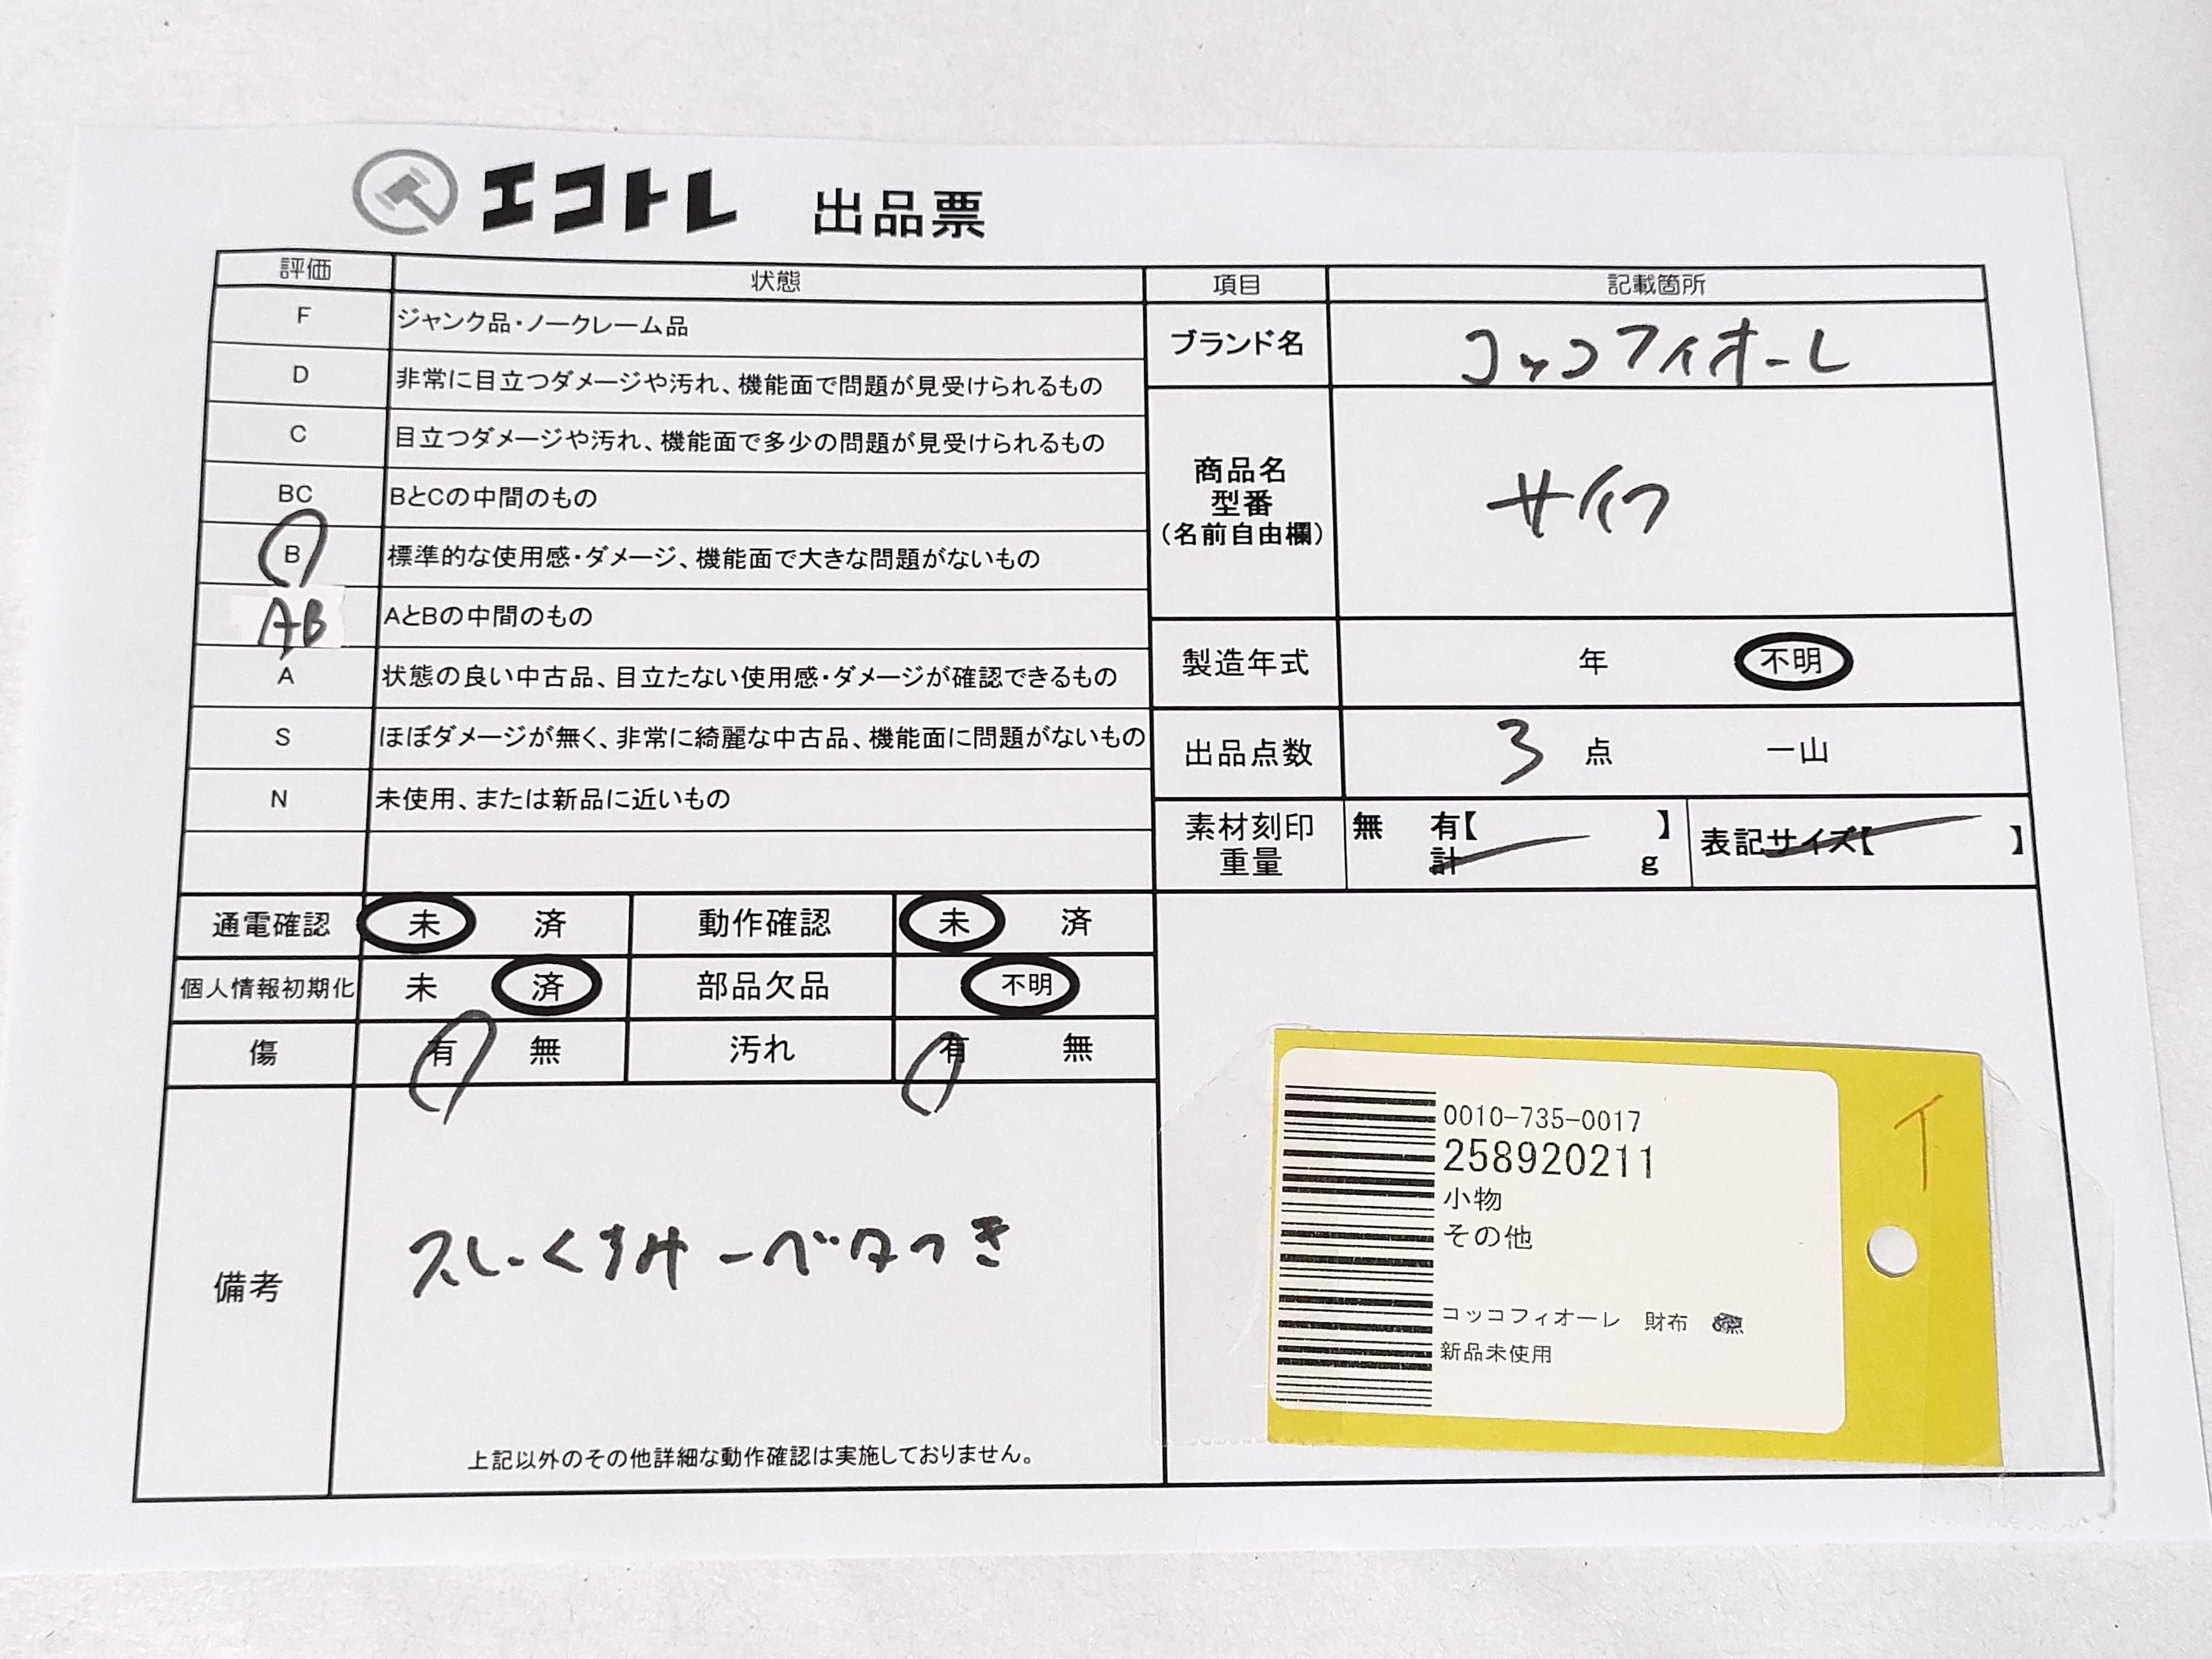 エコトレ 出品票
評価 状態
F ジャンク品・ノークレーム品
D 非常に目立つダメージや汚れ、機能面で問題が見受けられるもの
C 目立つダメージや汚れ、機能面で多少の問題が見受けられるもの
BC BとCの中間のもの
B 標準的な使用感・ダメージ、機能面で大きな問題がないもの
AB AとBの中間のもの
A 状態の良い中古品、目立たない使用感・ダメージが確認できるもの
S ほぼダメージが無く、非常に綺麗な中古品、機能面に問題がないもの
N 未使用、または新品に近いもの
項目 記載箇所
ブランド名 コッコフィオーレ
商品名
型番
(名前自由欄)
サイフ
製造年式 年 不明
出品点数 3 点 一山
素材刻印 無 有【 】
重量 計 g
表記サイズ【 】
通電確認 未 済 動作確認 未 済
個人情報初期化 未 済 部品欠品 不明
傷 有 無 汚れ 有 無
備考
スレ・くすみ ーベタつき
上記以外のその他詳細な動作確認は実施しておりません。
0010-735-0017
258920211
小物
その他
コッコフィオーレ 財布
新品未使用
イ